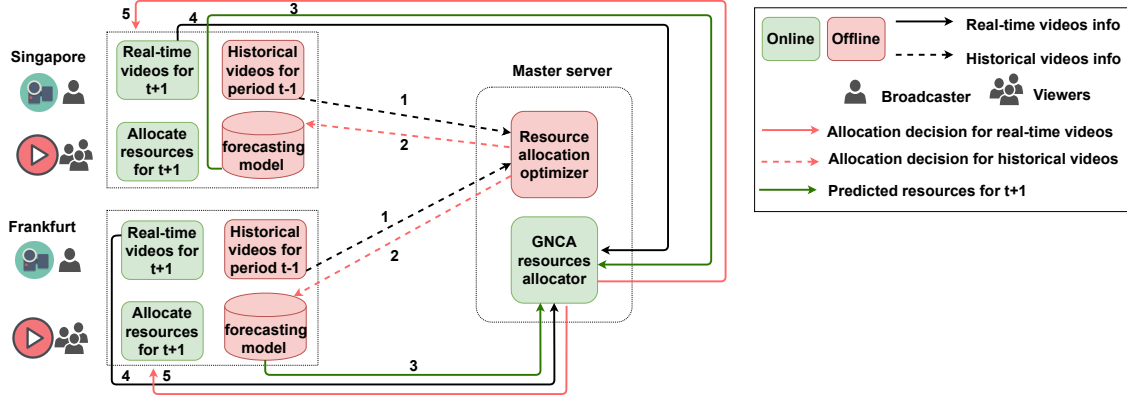 5
4
3
Singapore
Real-time
videos for
t+1
Historical
videos for
period t-1
Allocate
resources
for t+1
forecasting
model
1
2
Master server
Resource
allocation
optimizer
GNCA
resources
allocator
Frankfurt
Real-time
videos for
t+1
Historical
videos for
period t-1
Allocate
resources
for t+1
forecasting
model
1
2
3
4
5
Online
Offline
Real-time videos info
Historical videos info
Broadcaster
Viewers
Allocation decision for real-time videos
Allocation decision for historical videos
Predicted resources for t+1